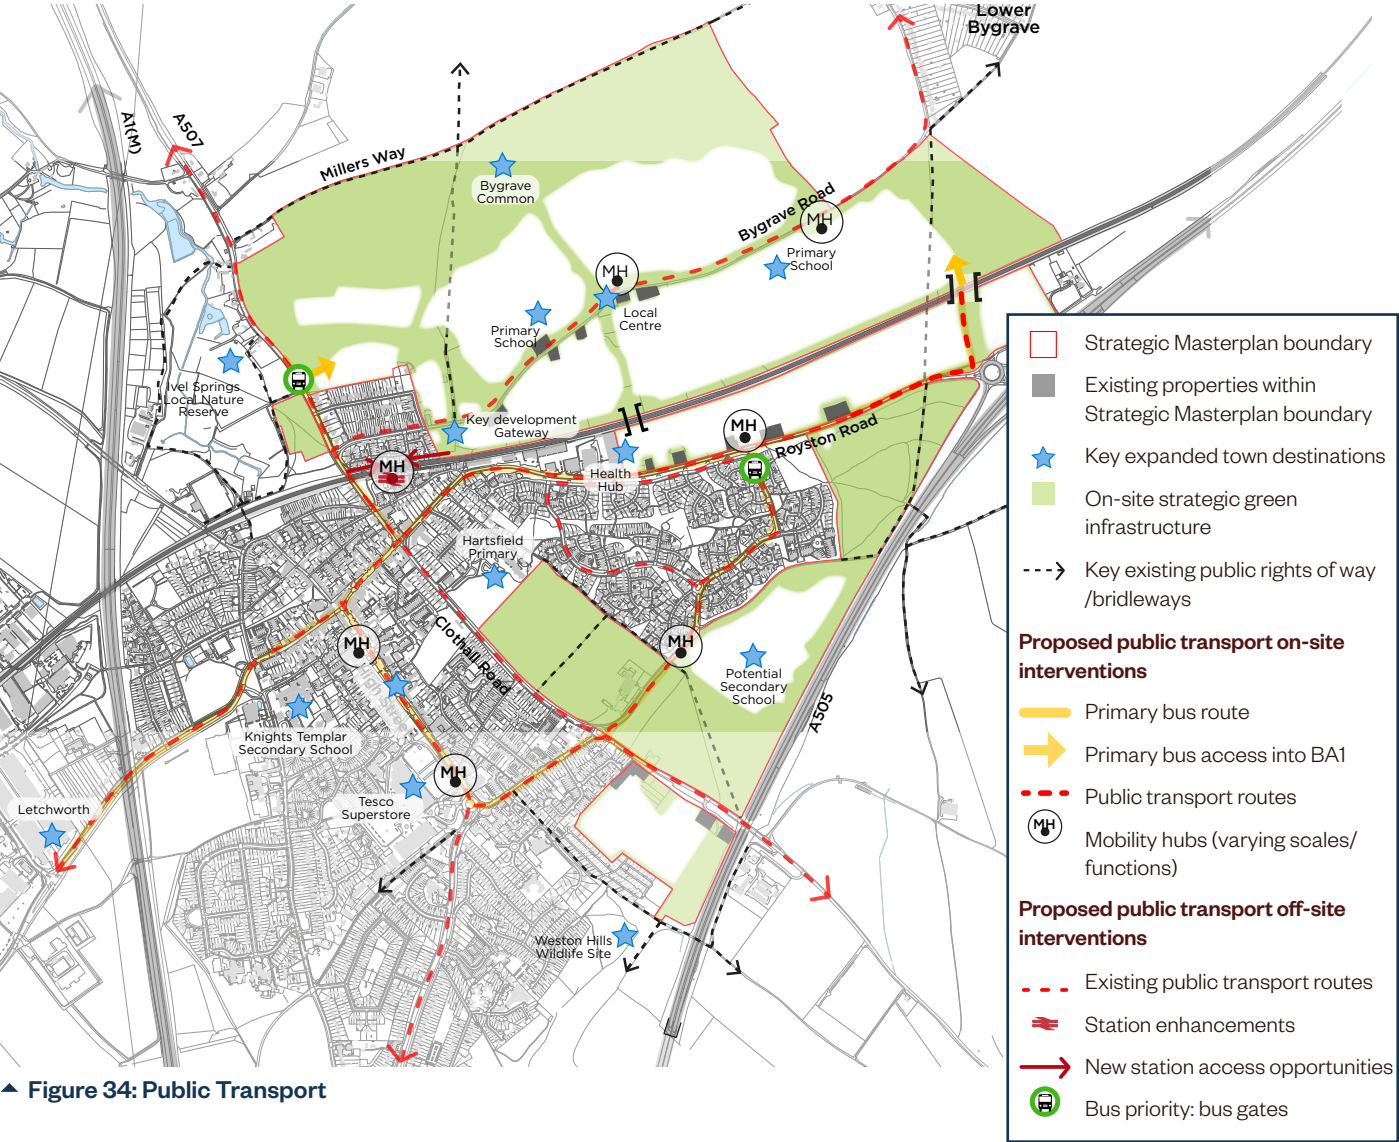 Lower
Bygrave
A1(M)
A507
Millers Way
Bygrave
Common
Bygrave Road
MH
Primary
School
MH
Local
Centre
Primary
School
Ivel Springs
Local Nature
Reserve
Key development
Gateway
MH
MH
Royston Road
Health
Hub
Hartsfield
Primary
Clothall Road
MH
MH
High Street
Potential
Secondary
School
A505
Knights Templar
Secondary School
MH
Tesco
Superstore
Letchworth
Weston Hills
Wildlife Site
Strategic Masterplan boundary
Existing properties within
Strategic Masterplan boundary
Key expanded town destinations
On-site strategic green
infrastructure
Key existing public rights of way
/bridleways
Proposed public transport on-site
interventions
Primary bus route
Primary bus access into BA1
Public transport routes
MH
Mobility hubs (varying scales/
functions)
Proposed public transport off-site
interventions
Existing public transport routes
Station enhancements
New station access opportunities
Bus priority: bus gates
Figure 34: Public Transport